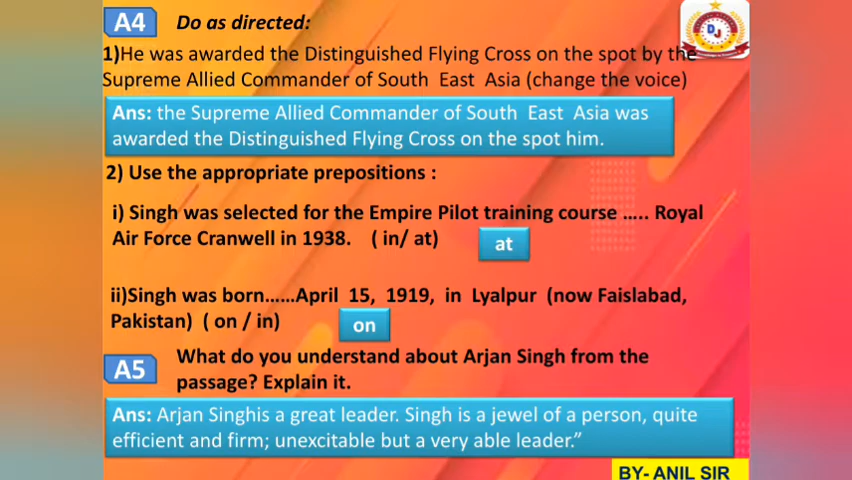 A4 Do as directed:
DJ
1)He was awarded the Distinguished Flying Cross on the spot by the
Supreme Allied Commander of South East Asia (change the voice)
Ans: the Supreme Allied Commander of South East Asia was
awarded the Distinguished Flying Cross on the spot him.
2) Use the appropriate prepositions :
i) Singh was selected for the Empire Pilot training course ….. Royal
Air Force Cranwell in 1938. ( in/ at) at
ii)Singh was born……April 15, 1919, in Lyalpur (now Faislabad,
Pakistan) ( on / in) on
A5 What do you understand about Arjan Singh from the
passage? Explain it.
Ans: Arjan Singhis a great leader. Singh is a jewel of a person, quite
efficient and firm; unexcitable but a very able leader.”
BY- ANIL SIR